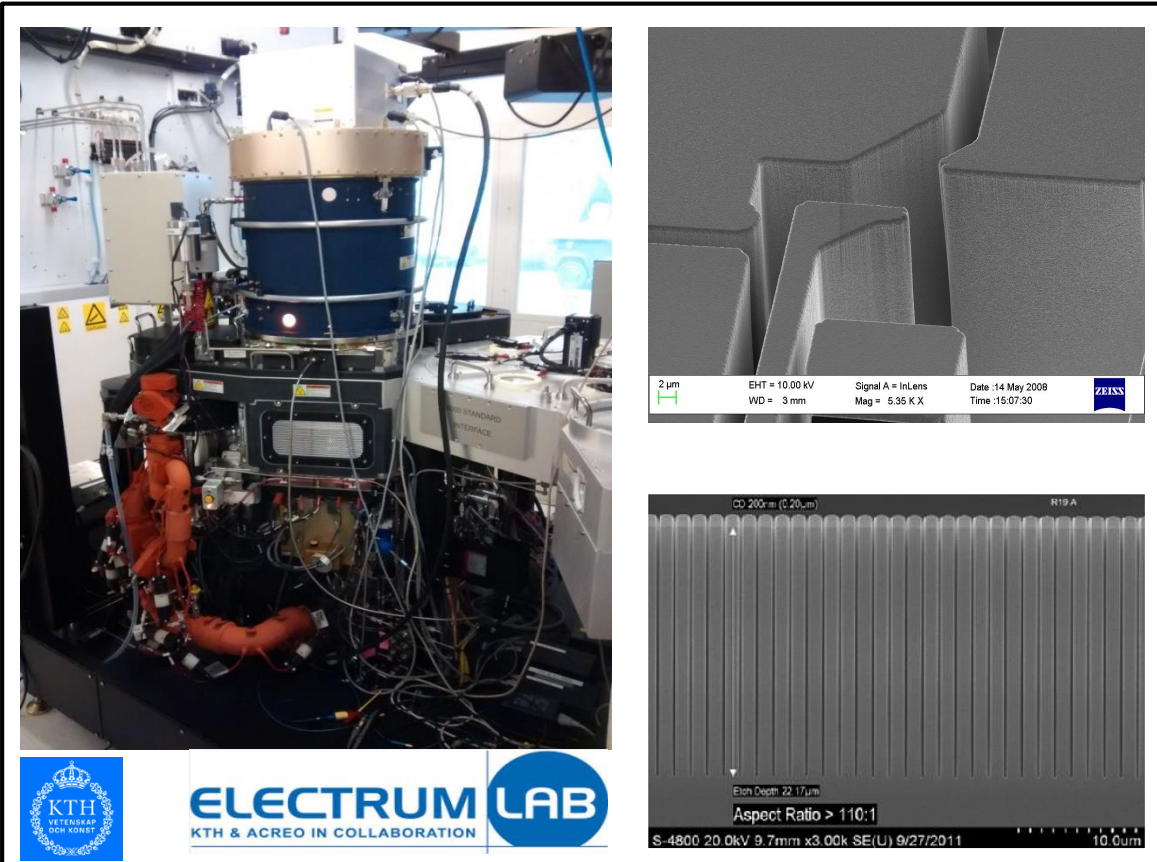 8200 STANDARD
INTERFACE
KTH
VETENSKAP
OCH KONST
ELECTRUM LAB
KTH & ACREO IN COLLABORATION
2 µm
EHT = 10.00 kV
WD = 3 mm
Signal A = InLens
Mag = 5.35 K X
Date :14 May 2008
Time :15:07:30
ZEISS
CD 200nm (0.20µm)
R19 A
Etch Depth 22.17µm
Aspect Ratio > 110:1
S-4800 20.0kV 9.7mm x3.00k SE(U) 9/27/2011
10.0um